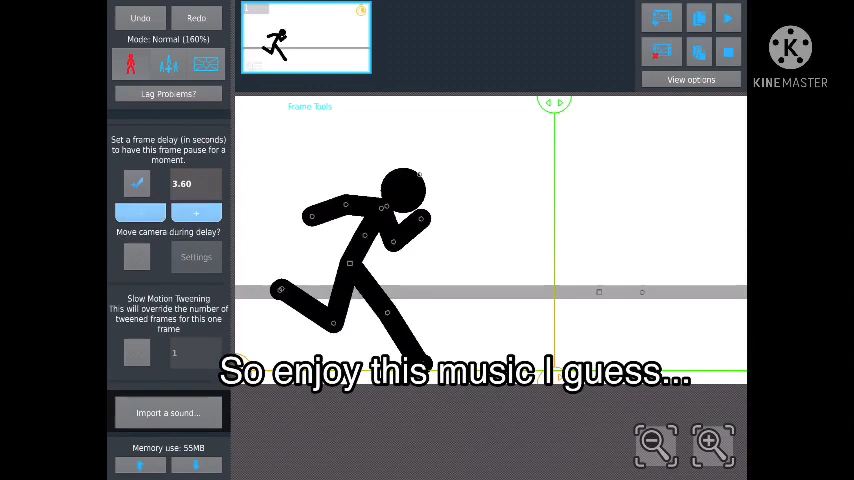 Undo
Redo
1
Mode: Normal (160%)
Lag Problems?
View options
K
KINEMASTER
Frame Tools
Set a frame delay (in seconds)
to have this frame pause for a
moment.
3.60
+
Move camera during delay?
Settings
Slow Motion Tweening
This will override the number of
tweened frames for this one
frame
1
So enjoy this music I guess...
Import a sound...
Memory use: 55MB